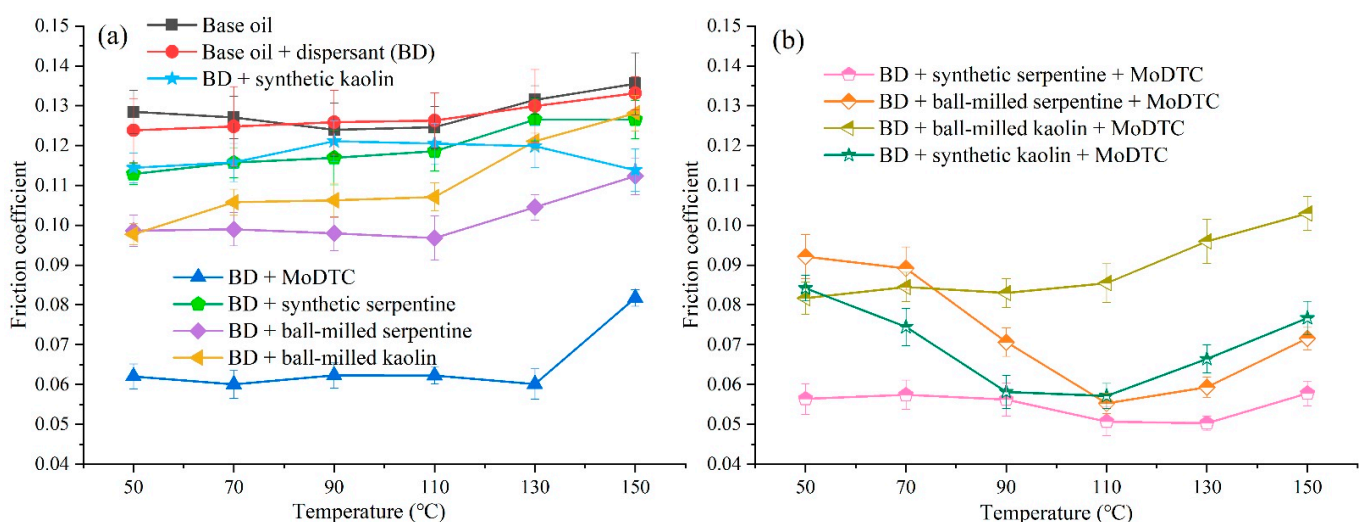 (a)
Base oil
Base oil + dispersant (BD)
BD + synthetic kaolin
BD + MoDTC
BD + synthetic serpentine
BD + ball-milled serpentine
BD + ball-milled kaolin
0.15
0.14
0.13
0.12
0.11
0.10
0.09
0.08
0.07
0.06
0.05
0.04
Friction coefficient
50 70 90 110 130 150
Temperature (℃)
(b)
BD + synthetic serpentine + MoDTC
BD + ball-milled serpentine + MoDTC
BD + ball-milled kaolin + MoDTC
BD + synthetic kaolin + MoDTC
0.15
0.14
0.13
0.12
0.11
0.10
0.09
0.08
0.07
0.06
0.05
0.04
Friction coefficient
50 70 90 110 130 150
Temperature (℃)